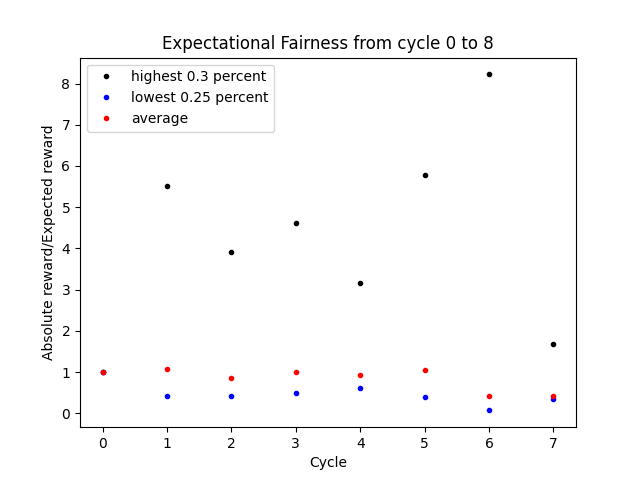 Expectational Fairness from cycle 0 to 8
highest 0.3 percent
lowest 0.25 percent
average
Absolute reward/Expected reward
8
7
6
5
4
3
2
1
0
0 1 2 3 4 5 6 7
Cycle